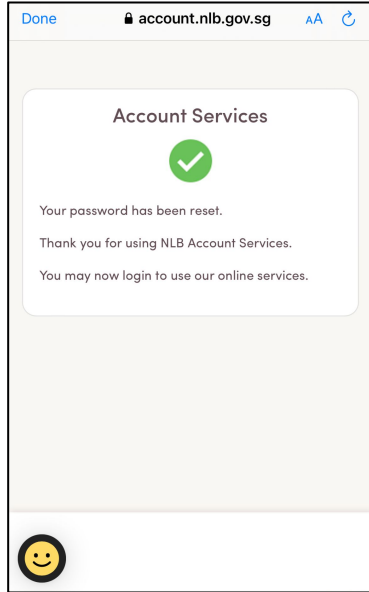 Done account.nlb.gov.sg AA
Account Services
Your password has been reset.
Thank you for using NLB Account Services.
You may now login to use our online services.